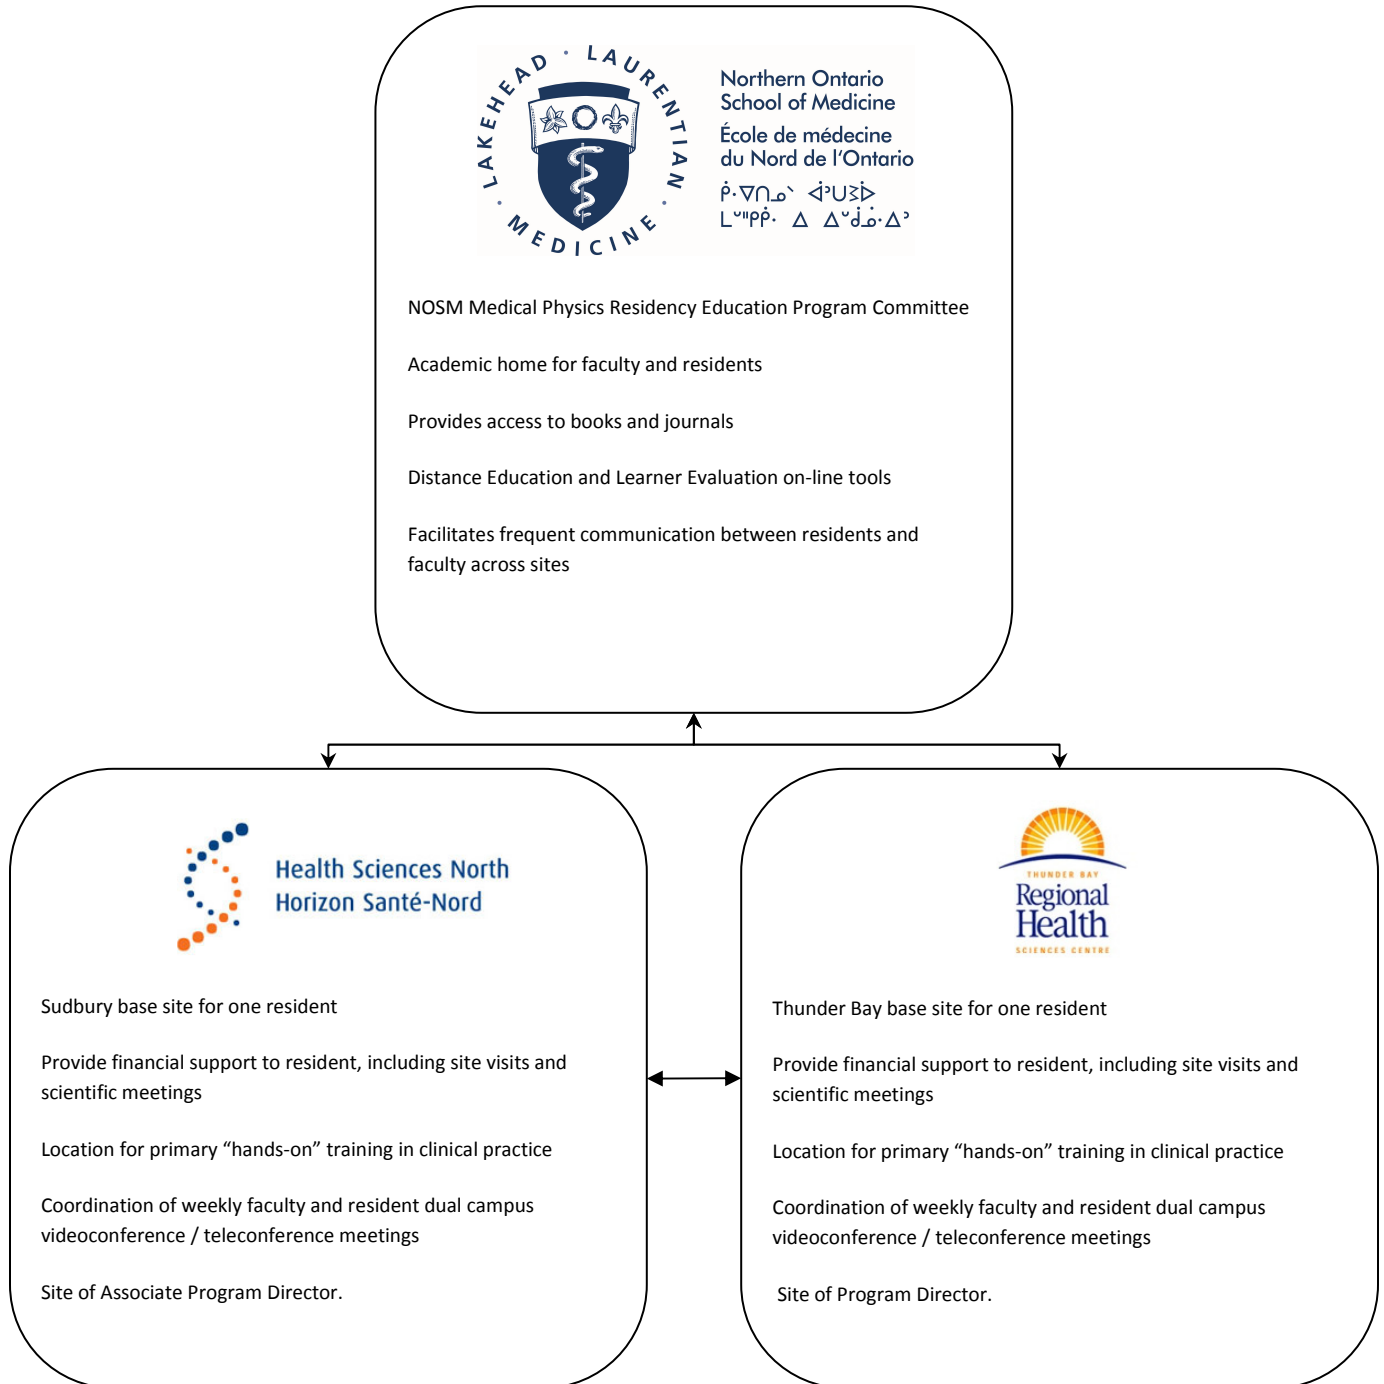 LAKEHEAD · LAURENTIAN · MEDICINE ·
Northern Ontario
School of Medicine
École de médecine
du Nord de l'Ontario
ᑮᐧᐁᑎᓄᐠ ᐋᐣᑌᒋᐆ
NOSM Medical Physics Residency Education Program Committee
Academic home for faculty and residents
Provides access to books and journals
Distance Education and Learner Evaluation on-line tools
Facilitates frequent communication between residents and
faculty across sites
Health Sciences North
Horizon Santé-Nord
Sudbury base site for one resident
Provide financial support to resident, including site visits and
scientific meetings
Location for primary “hands-on” training in clinical practice
Coordination of weekly faculty and resident dual campus
videoconference / teleconference meetings
Site of Associate Program Director.
THUNDER BAY
Regional
Health
SCIENCES CENTRE
Thunder Bay base site for one resident
Provide financial support to resident, including site visits and
scientific meetings
Location for primary “hands-on” training in clinical practice
Coordination of weekly faculty and resident dual campus
videoconference / teleconference meetings
Site of Program Director.